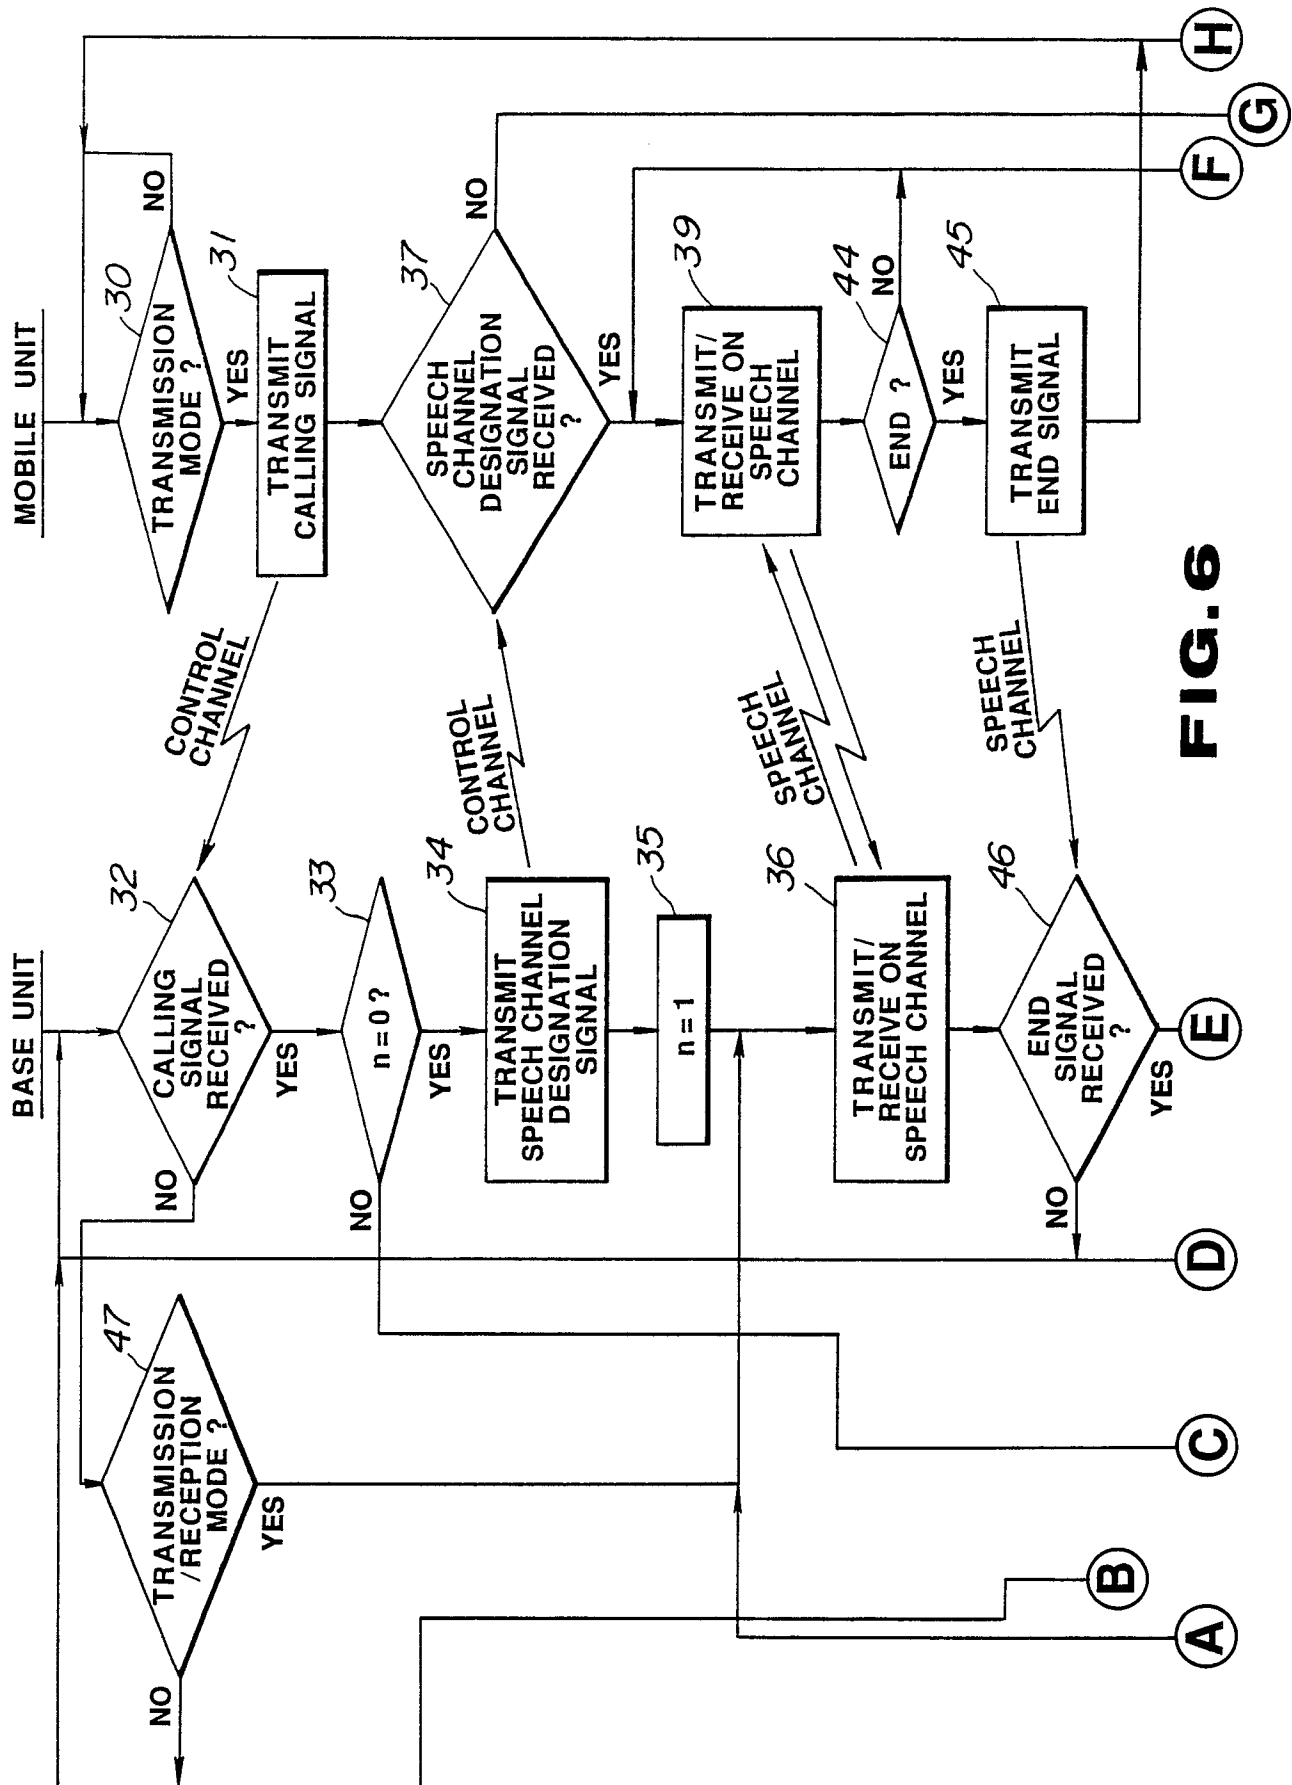 BASE UNIT
MOBILE UNIT
47
TRANSMISSION
/RECEPTION
MODE ?
NO
YES
32
CALLING
SIGNAL
RECEIVED
?
NO
YES
CONTROL
CHANNEL
30
TRANSMISSION
MODE ?
NO
YES
31
TRANSMIT
CALLING SIGNAL
33
n = 0 ?
NO
YES
34
TRANSMIT
SPEECH CHANNEL
DESIGNATION
SIGNAL
CONTROL
CHANNEL
37
SPEECH
CHANNEL
DESIGNATION
SIGNAL
RECEIVED
?
NO
YES
35
n = 1
36
TRANSMIT/
RECEIVE ON
SPEECH CHANNEL
SPEECH
CHANNEL
39
TRANSMIT/
RECEIVE ON
SPEECH
CHANNEL
44
END ?
NO
YES
46
END
SIGNAL
RECEIVED
?
NO
YES
SPEECH
CHANNEL
45
TRANSMIT
END SIGNAL
A
B
C
D
E
F
G
H
FIG. 6